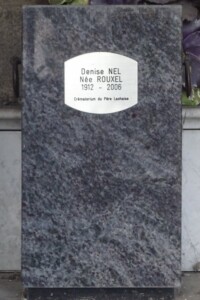 Denise NEL
Née ROUXEL
1912 - 2006
Crématorium du Père Lachaise